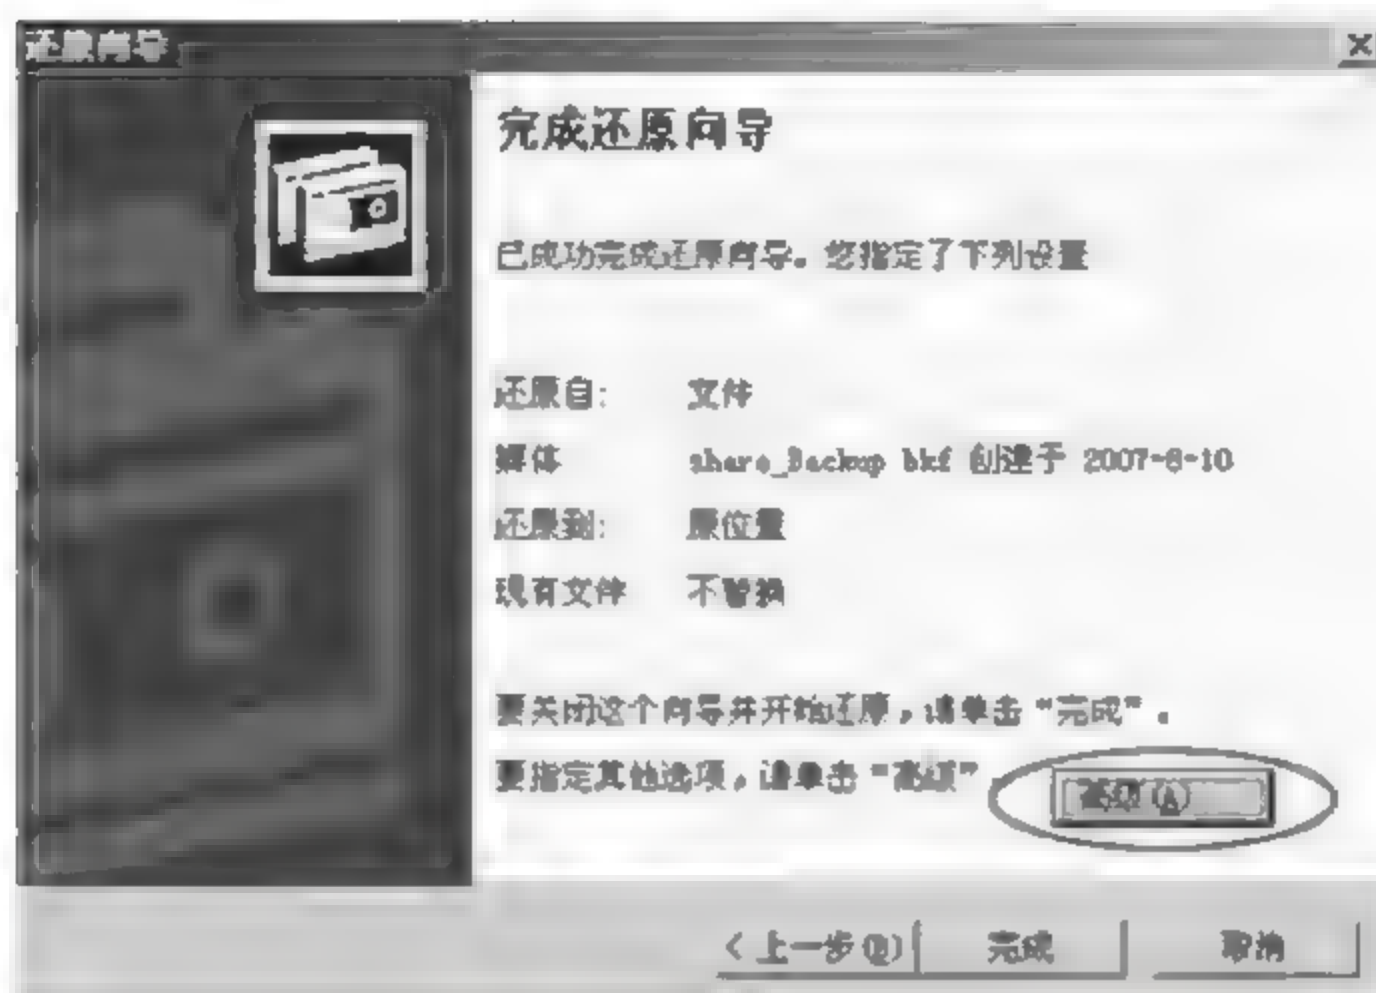 还原向导
完成还原向导
已成功完成还原向导。您指定了下列设置
还原自: 文件
媒体 share_Backup bkf 创建于 2007-8-10
还原到: 原位置
现有文件 不替换
要关闭这个向导并开始还原,请单击“完成”。
要指定其他选项,请单击“高级” 高级(A)
<上一步(B) 完成 取消